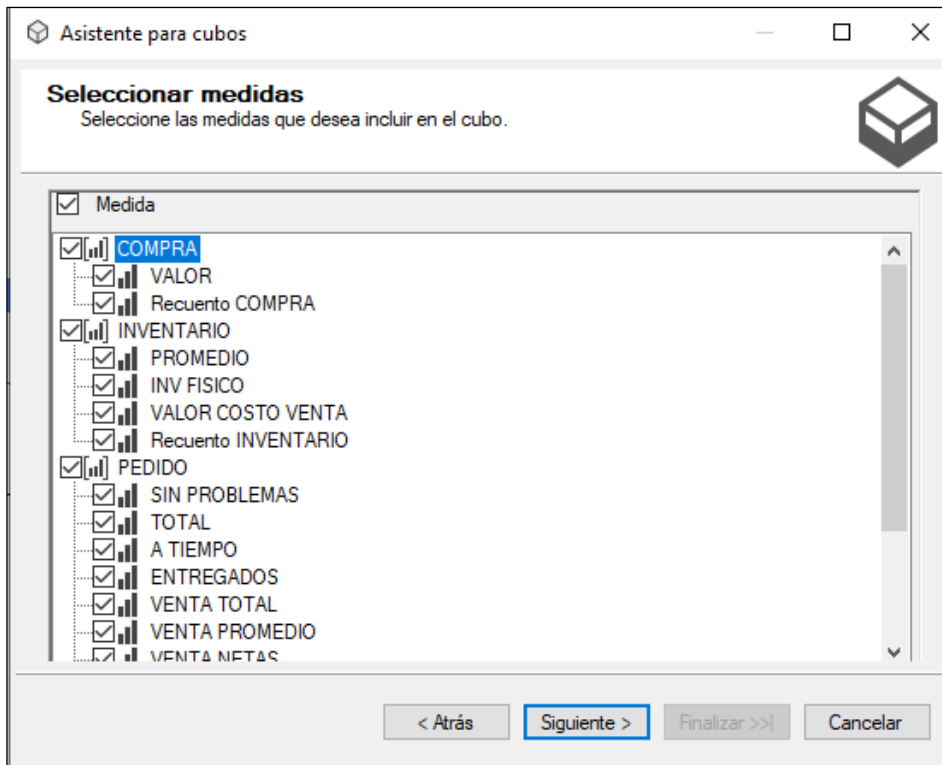 Asistente para cubos
Seleccionar medidas
Seleccione las medidas que desea incluir en el cubo.
Medida
COMPRA
VALOR
Recuento COMPRA
INVENTARIO
PROMEDIO
INV FISICO
VALOR COSTO VENTA
Recuento INVENTARIO
PEDIDO
SIN PROBLEMAS
TOTAL
A TIEMPO
ENTREGADOS
VENTA TOTAL
VENTA PROMEDIO
VENTA NETAS
< Atrás Siguiente > Finalizar >>| Cancelar